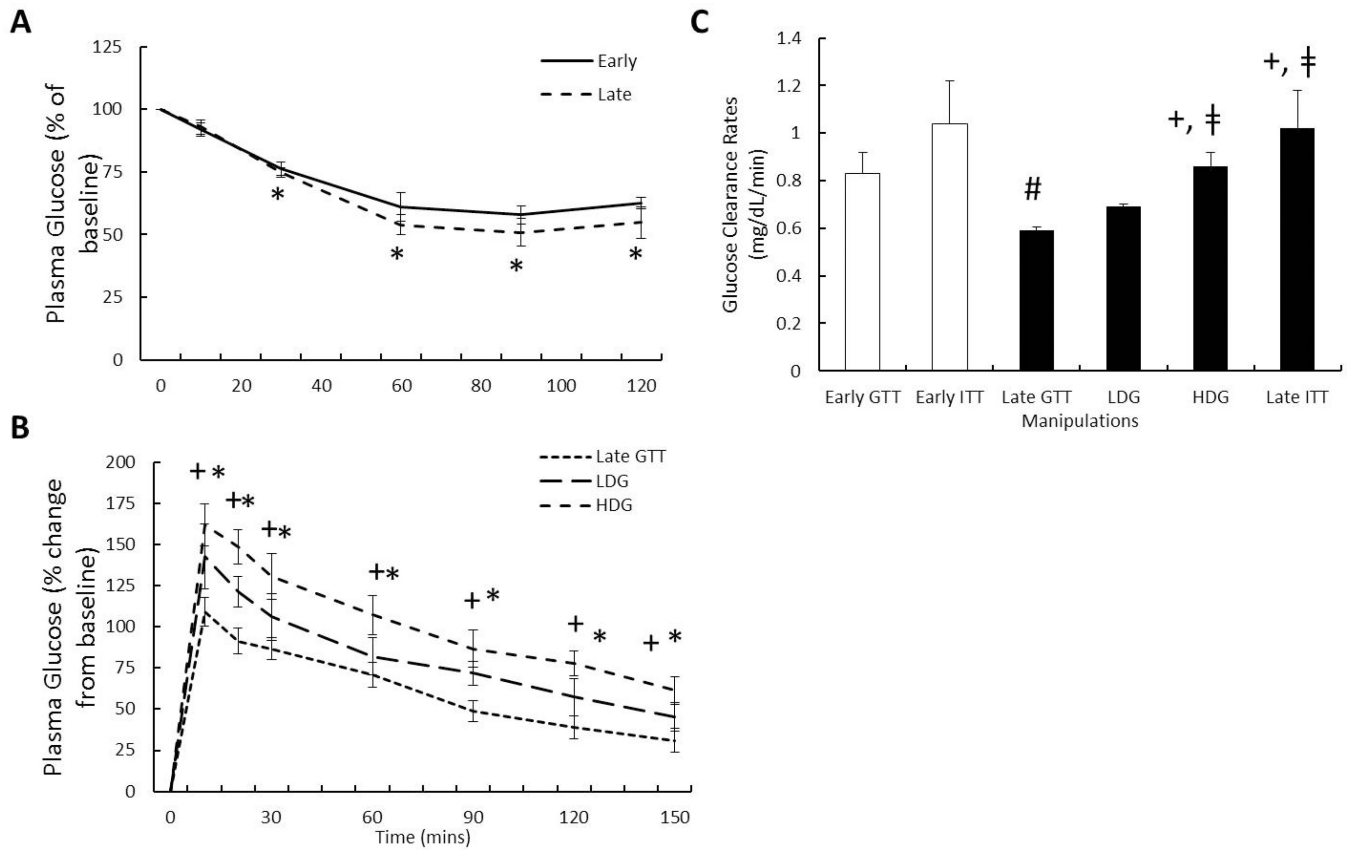 A
Plasma Glucose (% of
baseline)
125
100
75
50
25
0
Early
Late
*
*
*
*
0 20 40 60 80 100 120
B
Plasma Glucose (% change
from baseline)
200
175
150
125
100
75
50
25
0
Late GTT
LDG
HDG
+ *
+*
+*
+*
+ *
+ *
+ *
0 30 60 90 120 150
Time (mins)
C
Glucose Clearance Rates
(mg/dL/min)
1.4
1.2
1
0.8
0.6
0.4
0.2
0
#
+, ǂ
+, ǂ
Early GTT Early ITT Late GTT LDG HDG Late ITT
Manipulations